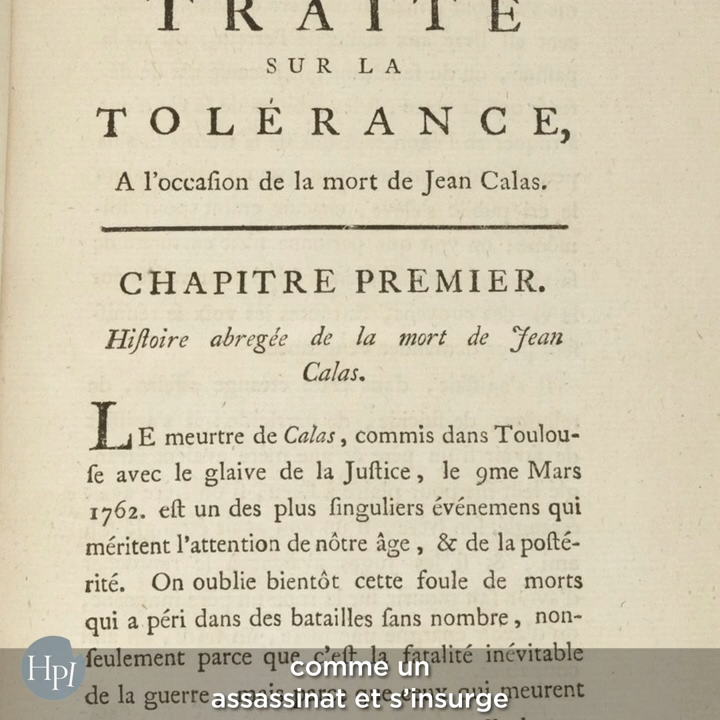 TRAITÉ
SUR LA
TOLÉRANCE,
A l'occaſion de la mort de Jean Calas.
CHAPITRE PREMIER.
Hiſtoire abregée de la mort de Jean
Calas.
LE meurtre de Calas, commis dans Toulou-
ſe avec le glaive de la Juſtice, le 9me Mars
1762. eſt un des plus ſinguliers événemens qui
méritent l'attention de nôtre âge, & de la poſté-
rité. On oublie bientôt cette foule de morts
qui a péri dans des batailles ſans nombre, non-
ſeulement parce que c'eſt la fatalité inévitable
de la guerre, mais parce que ceux qui meurent
HPI
comme un
assassinat et s'insurge